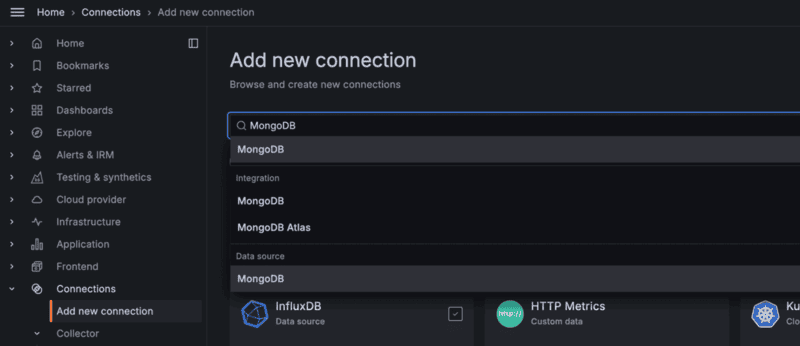 Home › Connections › Add new connection
Home
Bookmarks
Starred
Dashboards
Explore
Alerts & IRM
Testing & synthetics
Cloud provider
Infrastructure
Application
Frontend
Connections
Add new connection
Collector
Add new connection
Browse and create new connections
MongoDB
MongoDB
Integration
MongoDB
MongoDB Atlas
Data source
MongoDB
InfluxDB
Data source
http://
HTTP Metrics
Custom data
Ku
Clo